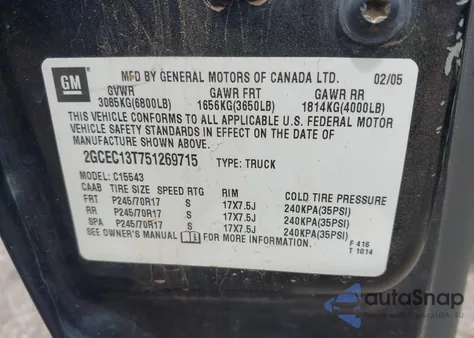 GM
MFD BY GENERAL MOTORS OF CANADA LTD. 02/05
GVWR GAWR FRT GAWR RR
3085KG(6800LB) 1656KG(3650LB) 1814KG(4000LB)
THIS VEHICLE CONFORMS TO ALL APPLICABLE U.S. FEDERAL MOTOR
VEHICLE SAFETY STANDARDS IN EFFECT ON THE DATE OF
MANUFACTURE SHOWN ABOVE.
2GCEC13T751269715 TYPE: TRUCK
MODEL: C15543
CAAB TIRE SIZE SPEED RTG RIM COLD TIRE PRESSURE
FRT P245/70R17 S 17X7.5J 240KPA(35PSI)
RR P245/70R17 S 17X7.5J 240KPA(35PSI)
SPA P245/70R17 S 17X7.5J 240KPA(35PSI)
SEE OWNER'S MANUAL FOR MORE INFORMATION
F 416
T 1014
autoSnap